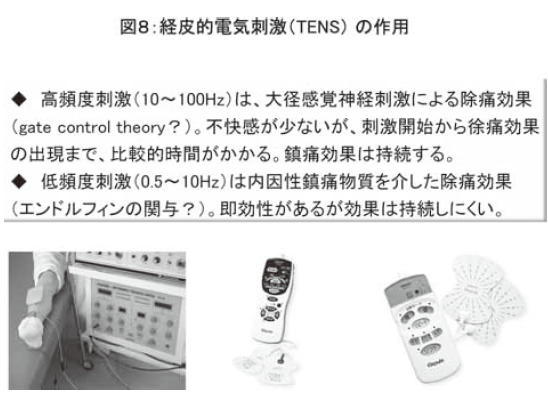 図8：経皮的電気刺激（TENS） の作用
◆ 高頻度刺激（10～100Hz）は、大径感覚神経刺激による除痛効果
（gate control theory？）。不快感が少ないが、刺激開始から徐痛効果
の出現まで、比較的時間がかかる。鎮痛効果は持続する。
◆ 低頻度刺激（0.5～10Hz）は内因性鎮痛物質を介した除痛効果
（エンドルフィンの関与？）。即効性があるが効果は持続しにくい。